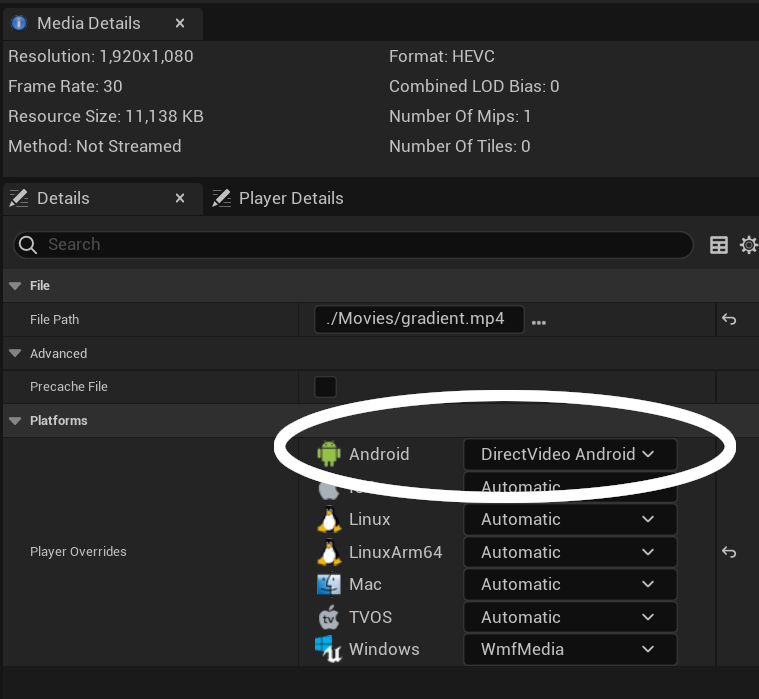 Media Details
Resolution: 1,920x1,080 Format: HEVC
Frame Rate: 30 Combined LOD Bias: 0
Resource Size: 11,138 KB Number Of Mips: 1
Method: Not Streamed Number Of Tiles: 0
Details Player Details
Search
File
File Path ./Movies/gradient.mp4 ...
Advanced
Precache File
Platforms
Android DirectVideo Android
Automatic
Linux Automatic
Player Overrides LinuxArm64 Automatic
Mac Automatic
tv TVOS Automatic
Windows WmfMedia